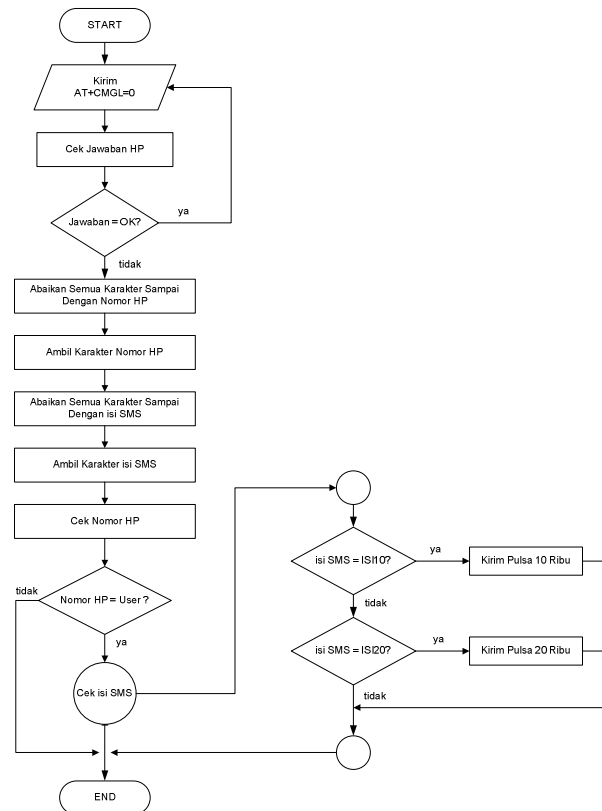 START
Kirim
AT+CMGL=0
Cek Jawaban HP
Jawaban = OK?
ya
tidak
Abaikan Semua Karakter Sampai
Dengan Nomor HP
Ambil Karakter Nomor HP
Abaikan Semua Karakter Sampai
Dengan isi SMS
Ambil Karakter isi SMS
Cek Nomor HP
Nomor HP = User ?
tidak
ya
Cek isi SMS
END
isi SMS = ISI10?
ya
Kirim Pulsa 10 Ribu
tidak
isi SMS = ISI20?
ya
Kirim Pulsa 20 Ribu
tidak